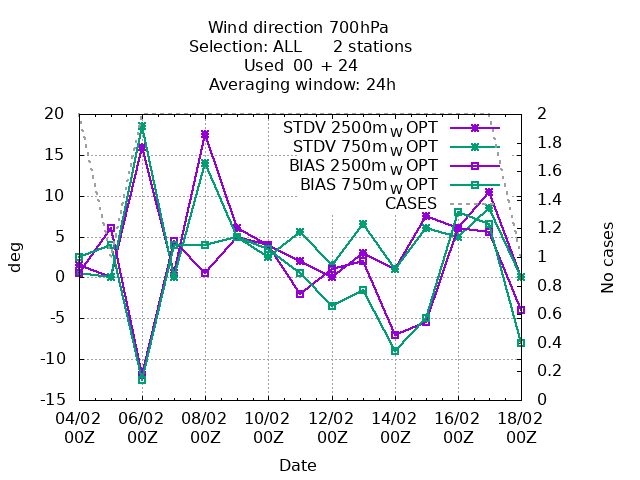 Wind direction 700hPa
Selection: ALL 2 stations
Used 00 + 24
Averaging window: 24h
STDV 2500m_W OPT
STDV 750m_W OPT
BIAS 2500m_W OPT
BIAS 750m_W OPT
CASES
20
15
10
5
0
-5
-10
-15
deg
2
1.8
1.6
1.4
1.2
1
0.8
0.6
0.4
0.2
0
No cases
04/02 06/02 08/02 10/02 12/02 14/02 16/02 18/02
00Z 00Z 00Z 00Z 00Z 00Z 00Z 00Z
Date